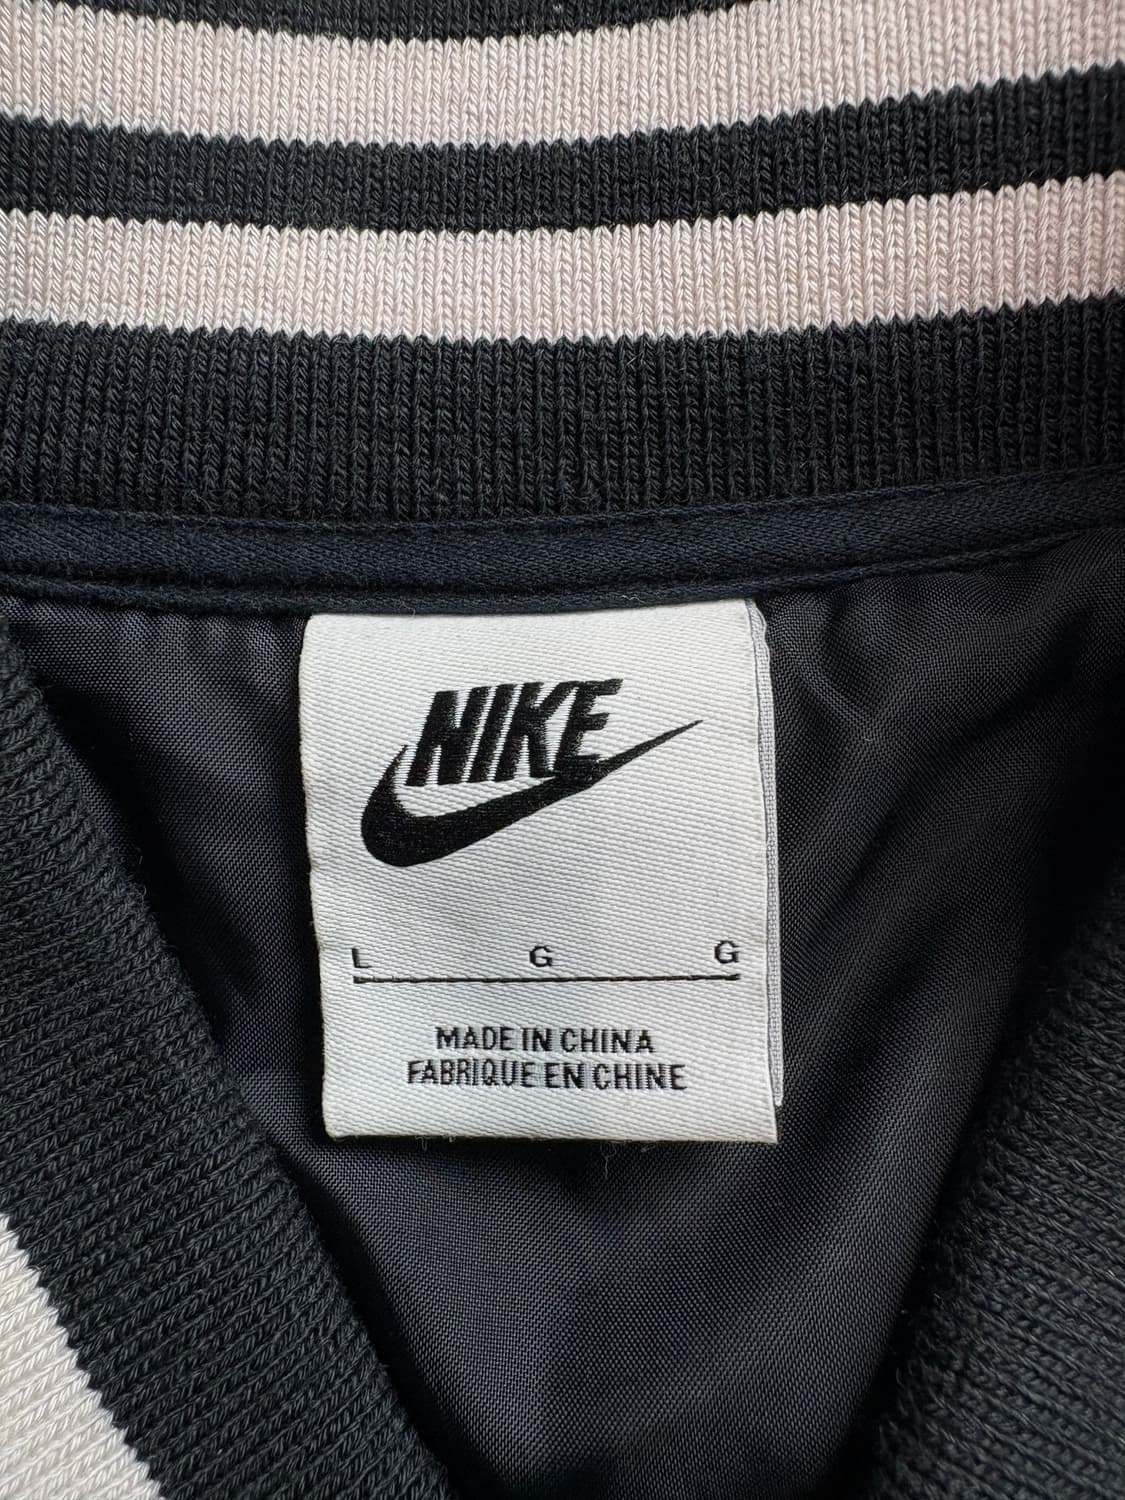 NIKE
L G G
MADE IN CHINA
FABRIQUE EN CHINE